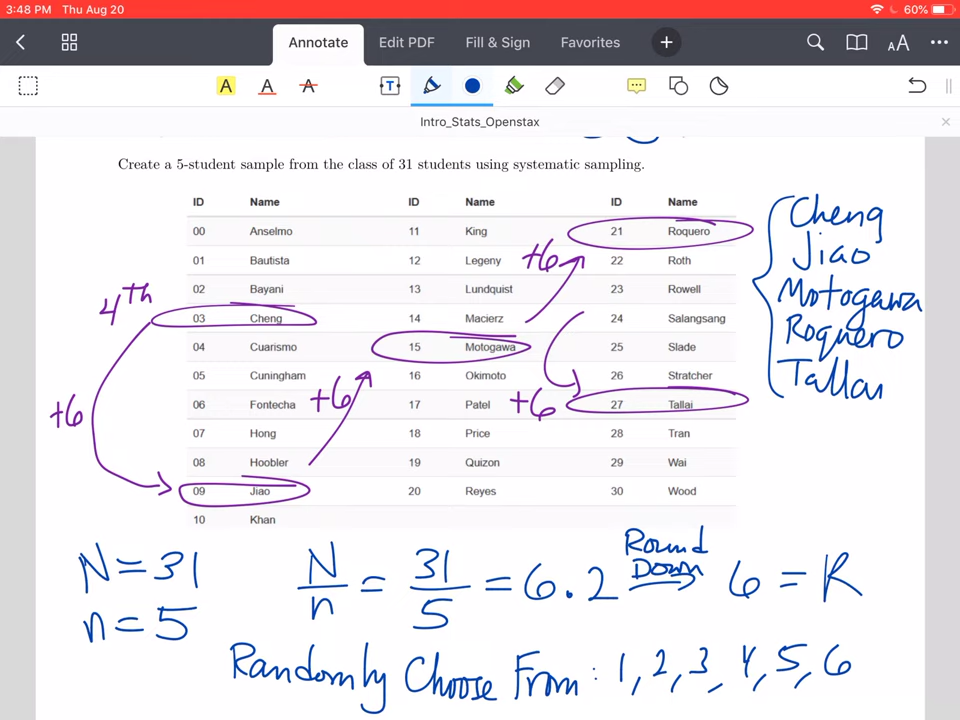 3:48 PM Thu Aug 20 60%
Annotate Edit PDF Fill & Sign Favorites
Intro_Stats_Openstax
Create a 5-student sample from the class of 31 students using systematic sampling.
ID Name ID Name ID Name
00 Anselmo 11 King 21 Roquero
01 Bautista 12 Legeny +6 22 Roth
02 Bayani 13 Lundquist 23 Rowell
4th 03 Cheng 14 Macierz 24 Salangsang
04 Cuarismo 15 Motogawa 25 Slade
05 Cuningham 16 Okimoto 26 Stratcher
+6 06 Fontecha +6 17 Patel +6 27 Tallai
07 Hong 18 Price 28 Tran
08 Hoobler 19 Quizon 29 Wai
09 Jiao 20 Reyes 30 Wood
10 Khan
Cheng
Jiao
Motogawa
Roquero
Tallai
N = 31
n = 5
N/n = 31/5 = 6.2 Round Down 6 = R
Randomly Choose From: 1, 2, 3, 4, 5, 6